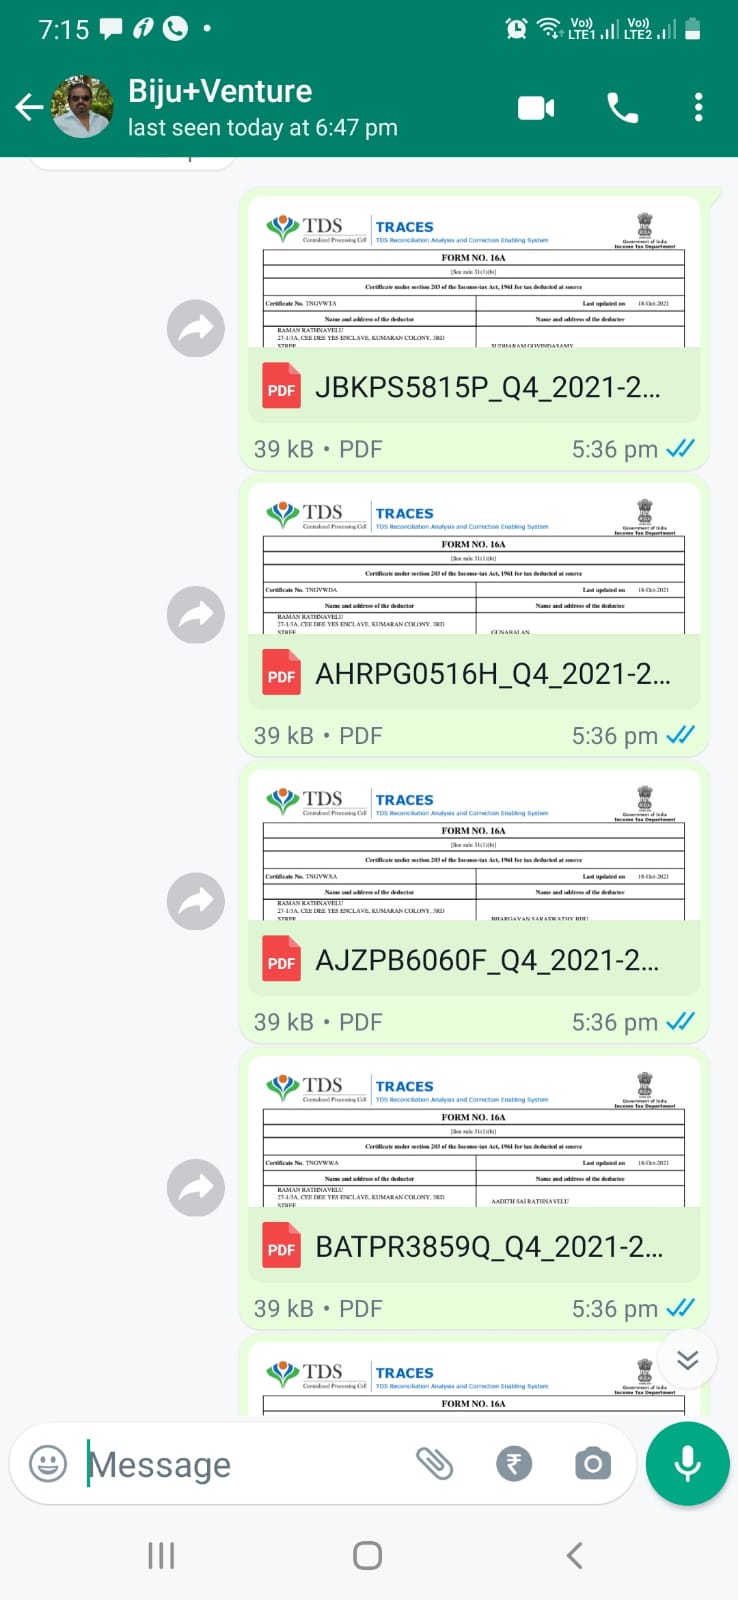 7:15
Vo)) LTE1 Vo)) LTE2
Biju+Venture
last seen today at 6:47 pm
TDS
Centralized Processing Cell
TRACES
TDS Reconciliation Analysis and Correction Enabling System
Government of India
Income Tax Department
FORM NO. 16A
[See rule 31(1)(b)]
Certificate under section 203 of the Income-tax Act, 1961 for tax deducted at source
Certificate No. TNOVWTA Last updated on 18-Oct-2021
Name and address of the deductor Name and address of the deductee
RAMAN RATHNAVELU
27-1/3A, CEE DEE YES ENCLAVE, KUMARAN COLONY, 3RD
STREE
SUDHARAM GOVINDASAMY
PDF JBKPS5815P_Q4_2021-2...
39 kB • PDF 5:36 pm
TDS
Centralized Processing Cell
TRACES
TDS Reconciliation Analysis and Correction Enabling System
Government of India
Income Tax Department
FORM NO. 16A
[See rule 31(1)(b)]
Certificate under section 203 of the Income-tax Act, 1961 for tax deducted at source
Certificate No. TNOVWDA Last updated on 18-Oct-2021
Name and address of the deductor Name and address of the deductee
RAMAN RATHNAVELU
27-1/3A, CEE DEE YES ENCLAVE, KUMARAN COLONY, 3RD
STREE
GUNABALAN
PDF AHRPG0516H_Q4_2021-2...
39 kB • PDF 5:36 pm
TDS
Centralized Processing Cell
TRACES
TDS Reconciliation Analysis and Correction Enabling System
Government of India
Income Tax Department
FORM NO. 16A
[See rule 31(1)(b)]
Certificate under section 203 of the Income-tax Act, 1961 for tax deducted at source
Certificate No. TNOVWXA Last updated on 18-Oct-2021
Name and address of the deductor Name and address of the deductee
RAMAN RATHNAVELU
27-1/3A, CEE DEE YES ENCLAVE, KUMARAN COLONY, 3RD
STREE
BHARGAVAN SARASWATHY BIJU
PDF AJZPB6060F_Q4_2021-2...
39 kB • PDF 5:36 pm
TDS
Centralized Processing Cell
TRACES
TDS Reconciliation Analysis and Correction Enabling System
Government of India
Income Tax Department
FORM NO. 16A
[See rule 31(1)(b)]
Certificate under section 203 of the Income-tax Act, 1961 for tax deducted at source
Certificate No. TNOVWWA Last updated on 18-Oct-2021
Name and address of the deductor Name and address of the deductee
RAMAN RATHNAVELU
27-1/3A, CEE DEE YES ENCLAVE, KUMARAN COLONY, 3RD
STREE
AADITH SAI RATHNAVELU
PDF BATPR3859Q_Q4_2021-2...
39 kB • PDF 5:36 pm
TDS
Centralized Processing Cell
TRACES
TDS Reconciliation Analysis and Correction Enabling System
Government of India
Income Tax Department
FORM NO. 16A
Message